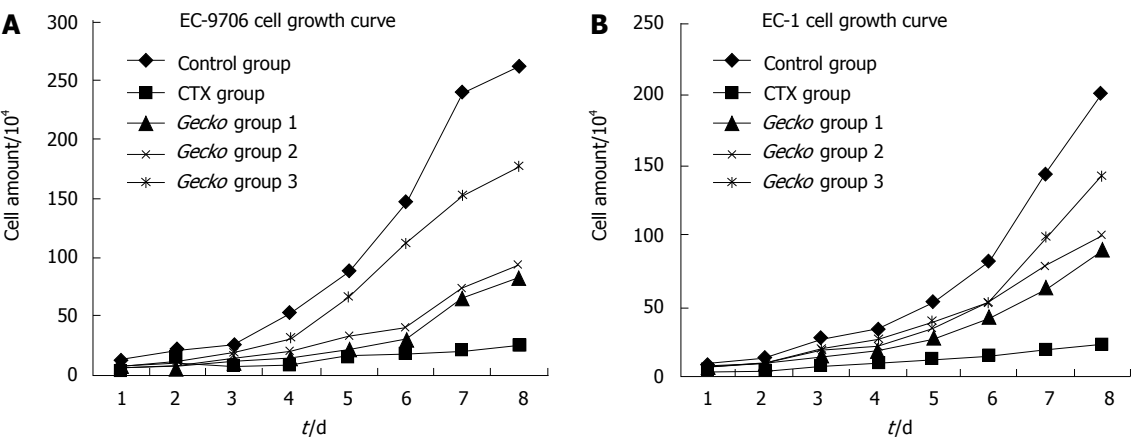 A
EC-9706 cell growth curve
Control group
CTX group
Gecko group 1
Gecko group 2
Gecko group 3
Cell amount/10⁴
300
250
200
150
100
50
0
1 2 3 4 5 6 7 8
t/d
B
EC-1 cell growth curve
Control group
CTX group
Gecko group 1
Gecko group 2
Gecko group 3
Cell amount/10⁴
250
200
150
100
50
0
1 2 3 4 5 6 7 8
t/d